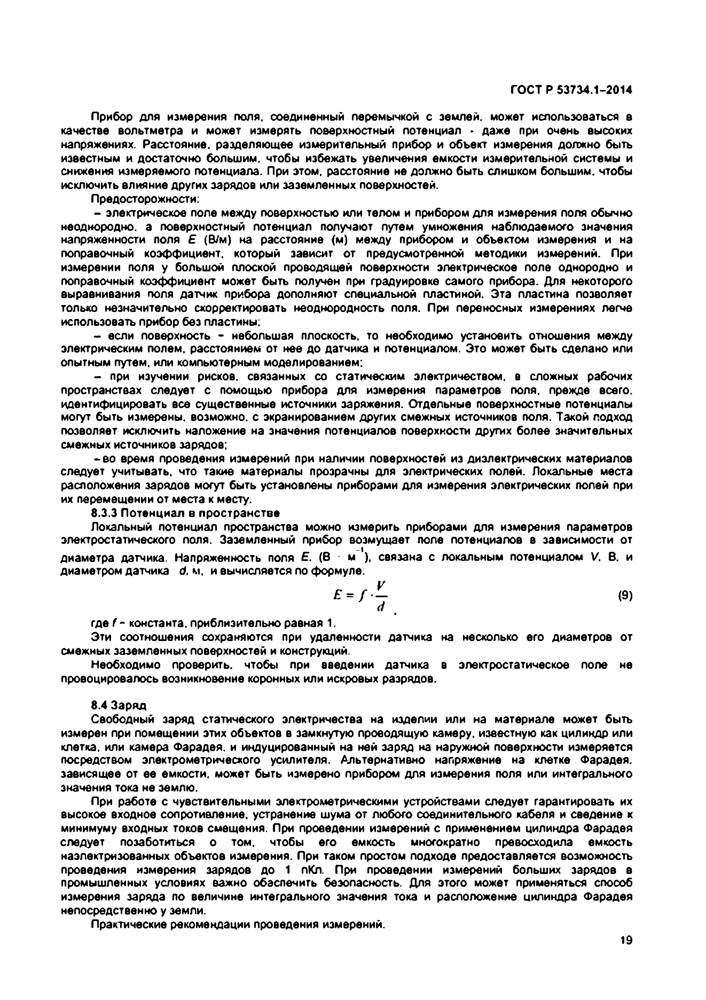 ГОСТ Р 53734.1–2014
Прибор для измерения поля, соединенный перемычкой с землей, может использоваться в
качестве вольтметра и может измерять поверхностный потенциал - даже при очень высоких
напряжениях. Расстояние, разделяющее измерительный прибор и объект измерения должно быть
известным и достаточно большим, чтобы избежать увеличения емкости измерительной системы и
снижения измеряемого потенциала. При этом, расстояние не должно быть слишком большим, чтобы
исключить влияние других зарядов или заземленных поверхностей.
Предосторожности:
– электрическое поле между поверхностью или телом и прибором для измерения поля обычно
неоднородно, а поверхностный потенциал получают путем умножения наблюдаемого значения
напряженности поля E (В/м) на расстояние (м) между прибором и объектом измерения и на
поправочный коэффициент, который зависит от предусмотренной методики измерений. При
измерении поля у большой плоской проводящей поверхности электрическое поле однородно и
поправочный коэффициент может быть получен при градуировке самого прибора. Для некоторого
выравнивания поля датчик прибора дополняют специальной пластиной. Эта пластина позволяет
только незначительно скорректировать неоднородность поля. При переносных измерениях легче
использовать прибор без пластины;
– если поверхность - небольшая плоскость, то необходимо установить отношения между
электрическим полем, расстоянием от нее до датчика и потенциалом. Это может быть сделано или
опытным путем, или компьютерным моделированием;
– при изучении рисков, связанных со статическим электричеством, в сложных рабочих
пространствах следует с помощью прибора для измерения параметров поля, прежде всего,
идентифицировать все существенные источники заряжения. Отдельные поверхностные потенциалы
могут быть измерены, возможно, с экранированием других смежных источников поля. Такой подход
позволяет исключить наложение на значения потенциалов поверхности других более значительных
смежных источников зарядов;
– во время проведения измерений при наличии поверхностей из диэлектрических материалов
следует учитывать, что такие материалы прозрачны для электрических полей. Локальные места
расположения зарядов могут быть установлены приборами для измерения электрических полей при
их перемещении от места к месту.
8.3.3 Потенциал в пространстве
Локальный потенциал пространства можно измерить приборами для измерения параметров
электростатического поля. Заземленный прибор возмущает поле потенциалов в зависимости от
диаметра датчика. Напряженность поля E, (В · м⁻¹), связана с локальным потенциалом V, В, и
диаметром датчика d, м, и вычисляется по формуле:
E = f · V/d . (9)
где f - константа, приблизительно равная 1.
Эти соотношения сохраняются при удаленности датчика на несколько его диаметров от
смежных заземленных поверхностей и конструкций.
Необходимо проверить, чтобы при введении датчика в электростатическое поле не
провоцировалось возникновение коронных или искровых разрядов.
8.4 Заряд
Свободный заряд статического электричества на изделии или на материале может быть
измерен при помещении этих объектов в замкнутую проводящую камеру, известную как цилиндр или
клетка, или камера Фарадея, и индуцированный на ней заряд на наружной поверхности измеряется
посредством электрометрического усилителя. Альтернативно напряжение на клетке Фарадея,
зависящее от ее емкости, может быть измерено прибором для измерения поля или интегрального
значения тока не землю.
При работе с чувствительными электрометрическими устройствами следует гарантировать их
высокое входное сопротивление, устранение шума от любого соединительного кабеля и сведение к
минимуму входных токов смещения. При проведении измерений с применением цилиндра Фарадея
следует позаботиться о том, чтобы его емкость многократно превосходила емкость
наэлектризованных объектов измерения. При таком простом подходе предоставляется возможность
проведения измерения зарядов до 1 пКл. При проведении измерений больших зарядов в
промышленных условиях важно обеспечить безопасность. Для этого может применяться способ
измерения заряда по величине интегрального значения тока и расположение цилиндра Фарадея
непосредственно у земли.
Практические рекомендации проведения измерений:
19